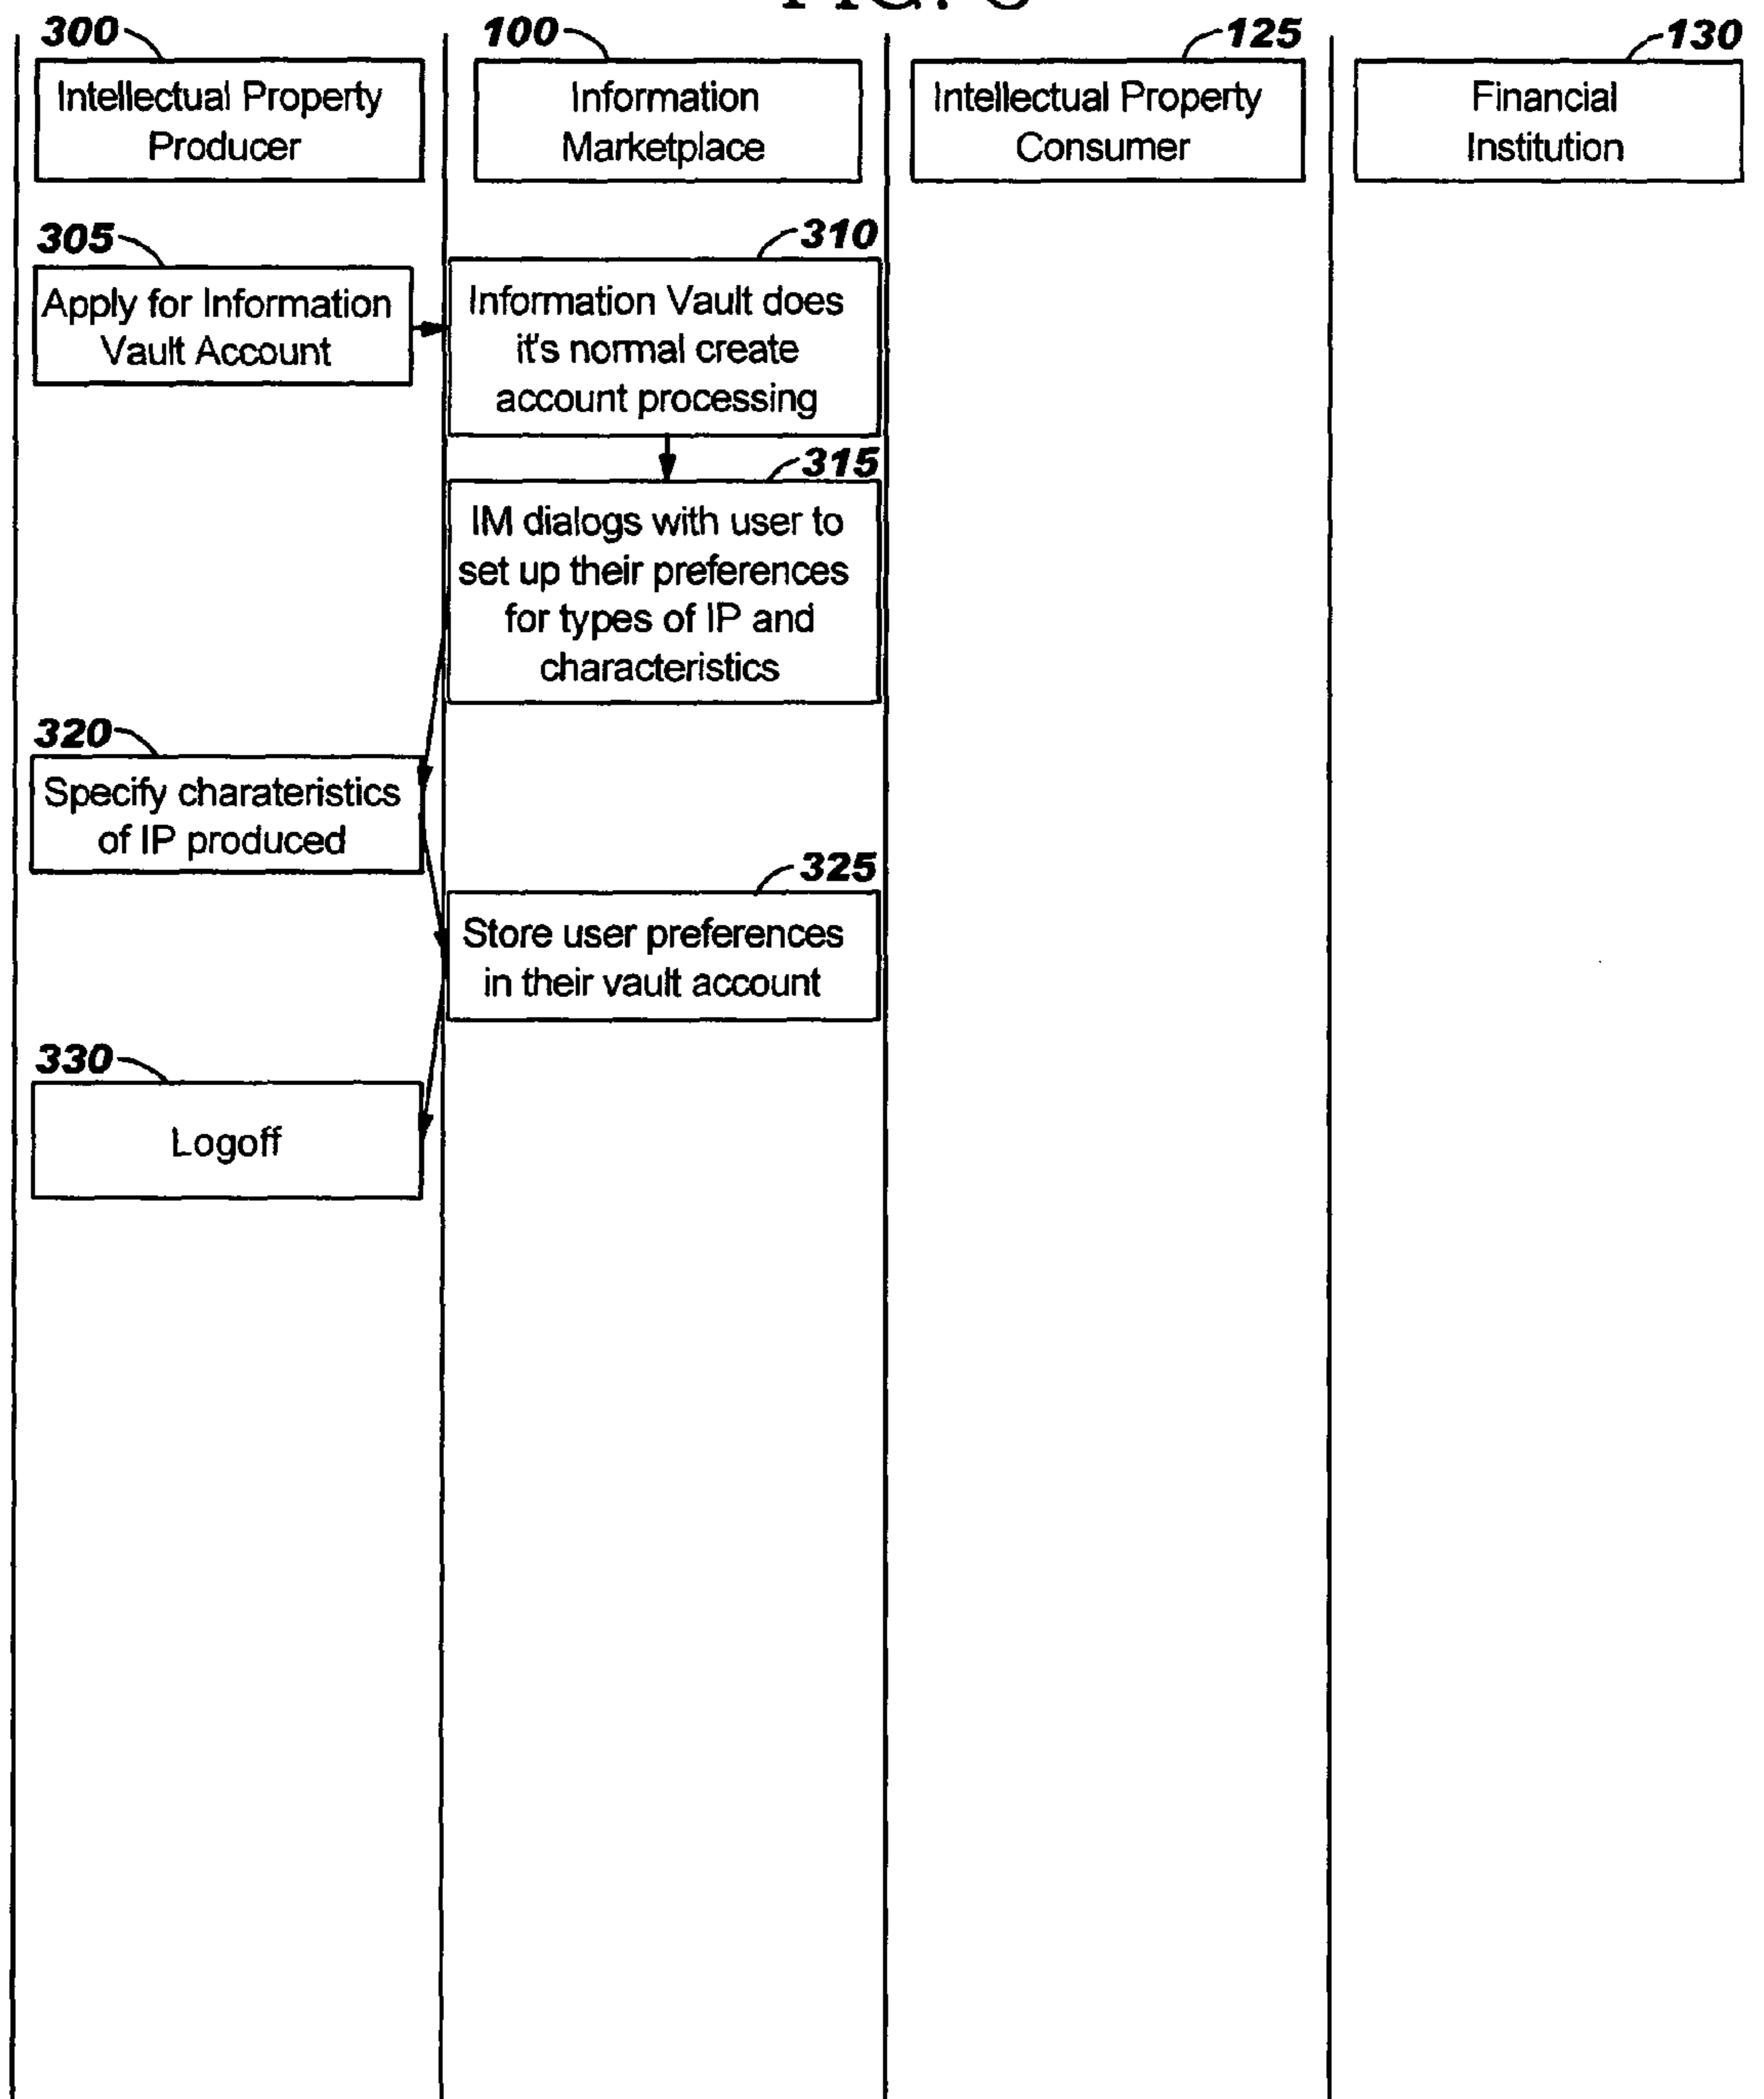 300
100
125
130
Intellectual Property
Producer
Information
Marketplace
Intellectual Property
Consumer
Financial
Institution
305
310
Apply for Information
Vault Account
Information Vault does
it's normal create
account processing
315
IM dialogs with user to
set up their preferences
for types of IP and
characteristics
320
Specify charateristics
of IP produced
325
Store user preferences
in their vault account
330
Logoff